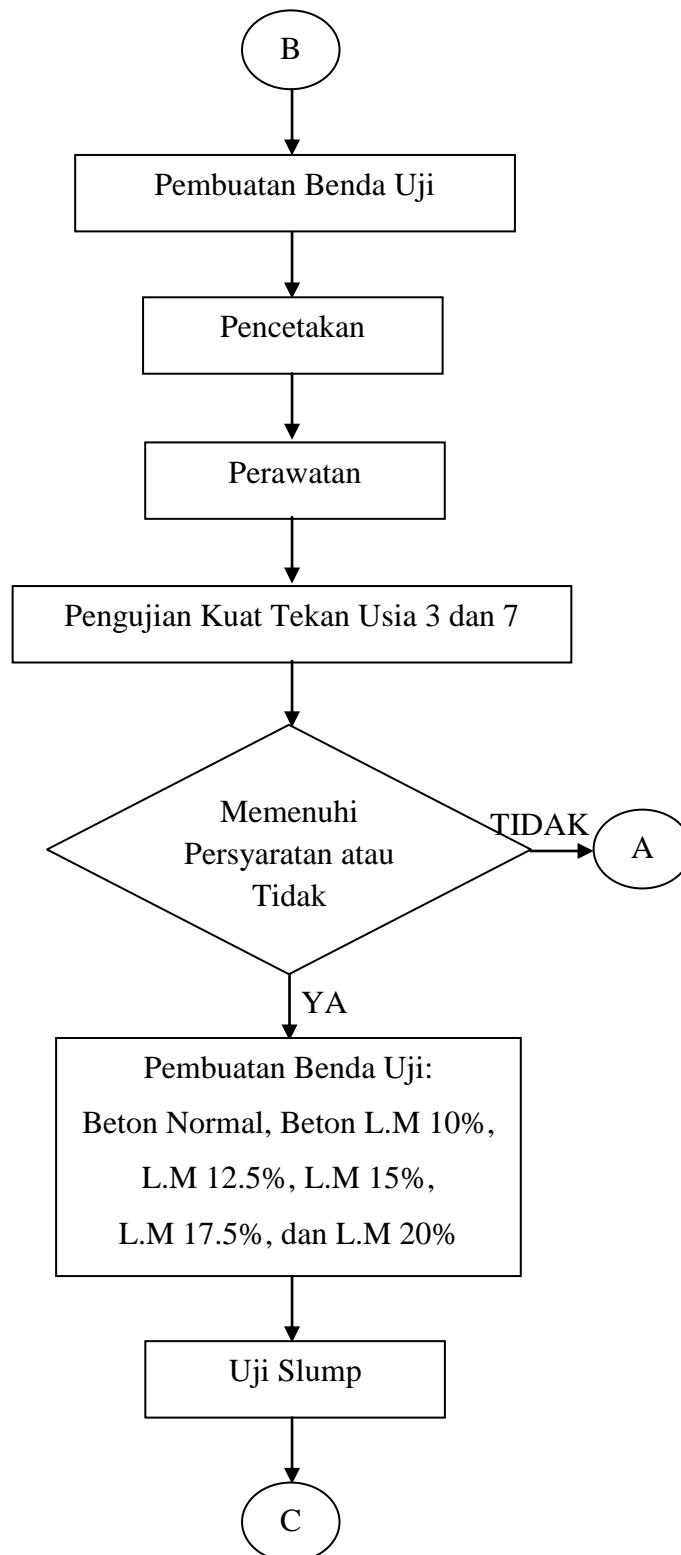 B
Pembuatan Benda Uji
Pencetakan
Perawatan
Pengujian Kuat Tekan Usia 3 dan 7
Memenuhi
Persyaratan atau
Tidak
TIDAK
A
YA
Pembuatan Benda Uji:
Beton Normal, Beton L.M 10%,
L.M 12.5%, L.M 15%,
L.M 17.5%, dan L.M 20%
Uji Slump
C